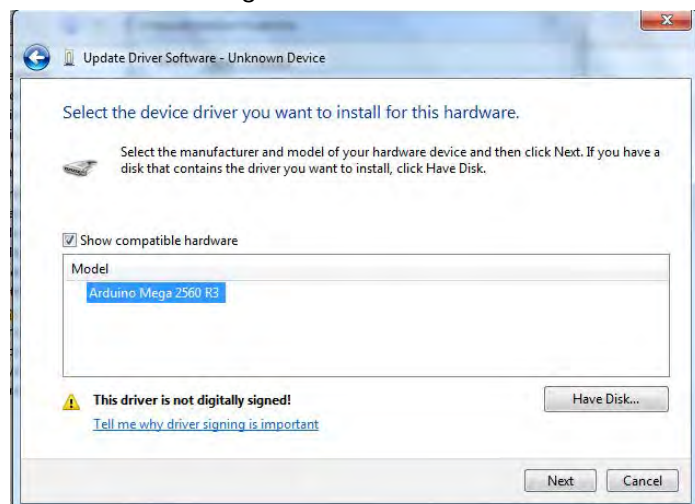 Update Driver Software - Unknown Device
Select the device driver you want to install for this hardware.
Select the manufacturer and model of your hardware device and then click Next. If you have a
disk that contains the driver you want to install, click Have Disk.
Show compatible hardware
Model
Arduino Mega 2560 R3
This driver is not digitally signed!
Have Disk...
Tell me why driver signing is important
Next
Cancel